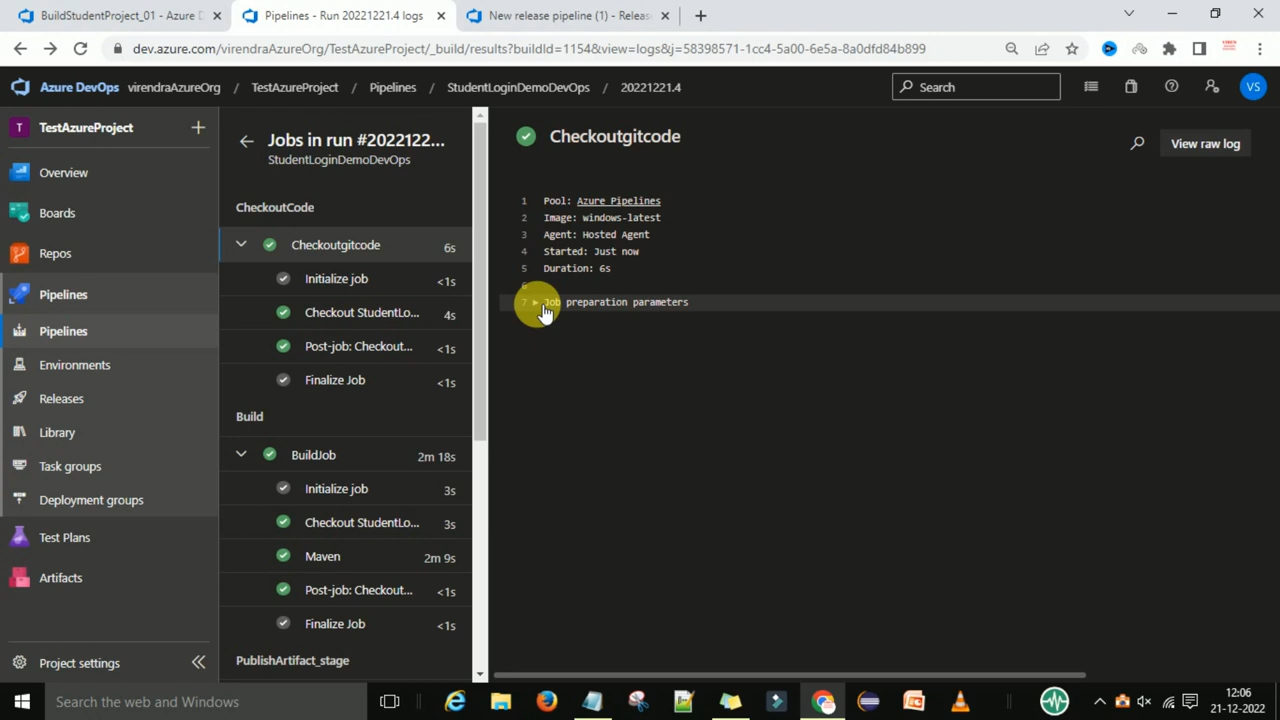 BuildStudentProject_01 - Azure D
Pipelines - Run 20221221.4 logs
New release pipeline (1) - Releas
dev.azure.com/virendraAzureOrg/TestAzureProject/_build/results?buildId=1154&view=logs&j=58398571-1cc4-5a00-6e5a-8a0dfd84b899
Azure DevOps virendraAzureOrg / TestAzureProject / Pipelines / StudentLoginDemoDevOps / 20221221.4
Search
VS
T TestAzureProject
Overview
Boards
Repos
Pipelines
Pipelines
Environments
Releases
Library
Task groups
Deployment groups
Test Plans
Artifacts
Project settings
Jobs in run #2022122...
StudentLoginDemoDevOps
CheckoutCode
Checkoutgitcode 6s
Initialize job <1s
Checkout StudentLo... 4s
Post-job: Checkout... <1s
Finalize Job <1s
Build
BuildJob 2m 18s
Initialize job 3s
Checkout StudentLo... 3s
Maven 2m 9s
Post-job: Checkout... <1s
Finalize Job <1s
PublishArtifact_stage
Checkoutgitcode
View raw log
1 Pool: Azure Pipelines
2 Image: windows-latest
3 Agent: Hosted Agent
4 Started: Just now
5 Duration: 6s
6
7 Job preparation parameters
Search the web and Windows
12:06
21-12-2022